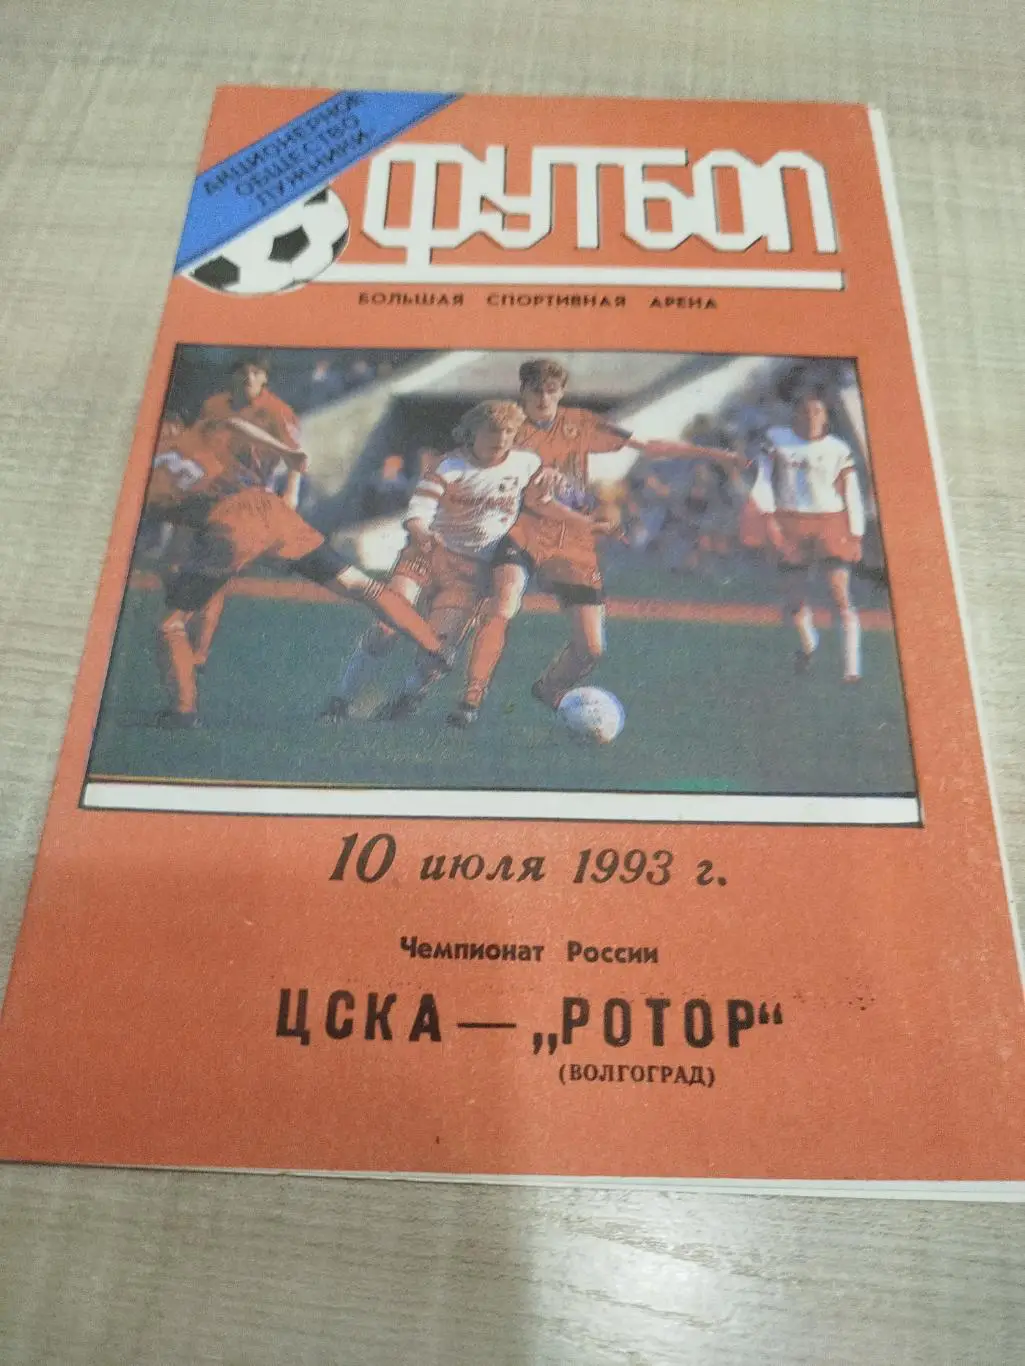 АКЦИОНЕРНОЕ
ОБЩЕСТВО
ЛУЖНИКИ
ФУТБОЛ
БОЛЬШАЯ СПОРТИВНАЯ АРЕНА
10 июля 1993 г.
Чемпионат России
ЦСКА — „РОТОР“
(ВОЛГОГРАД)